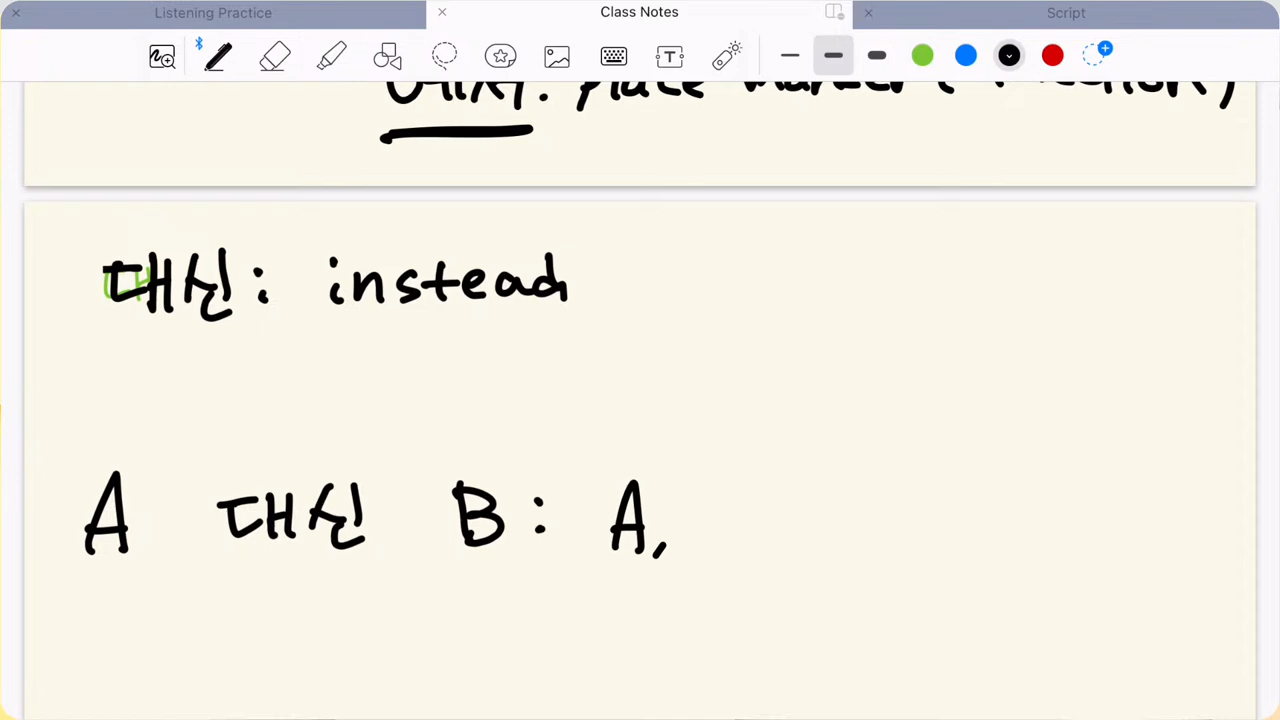 Listening Practice
Class Notes
Script
대신: instead
A 대신 B: A,